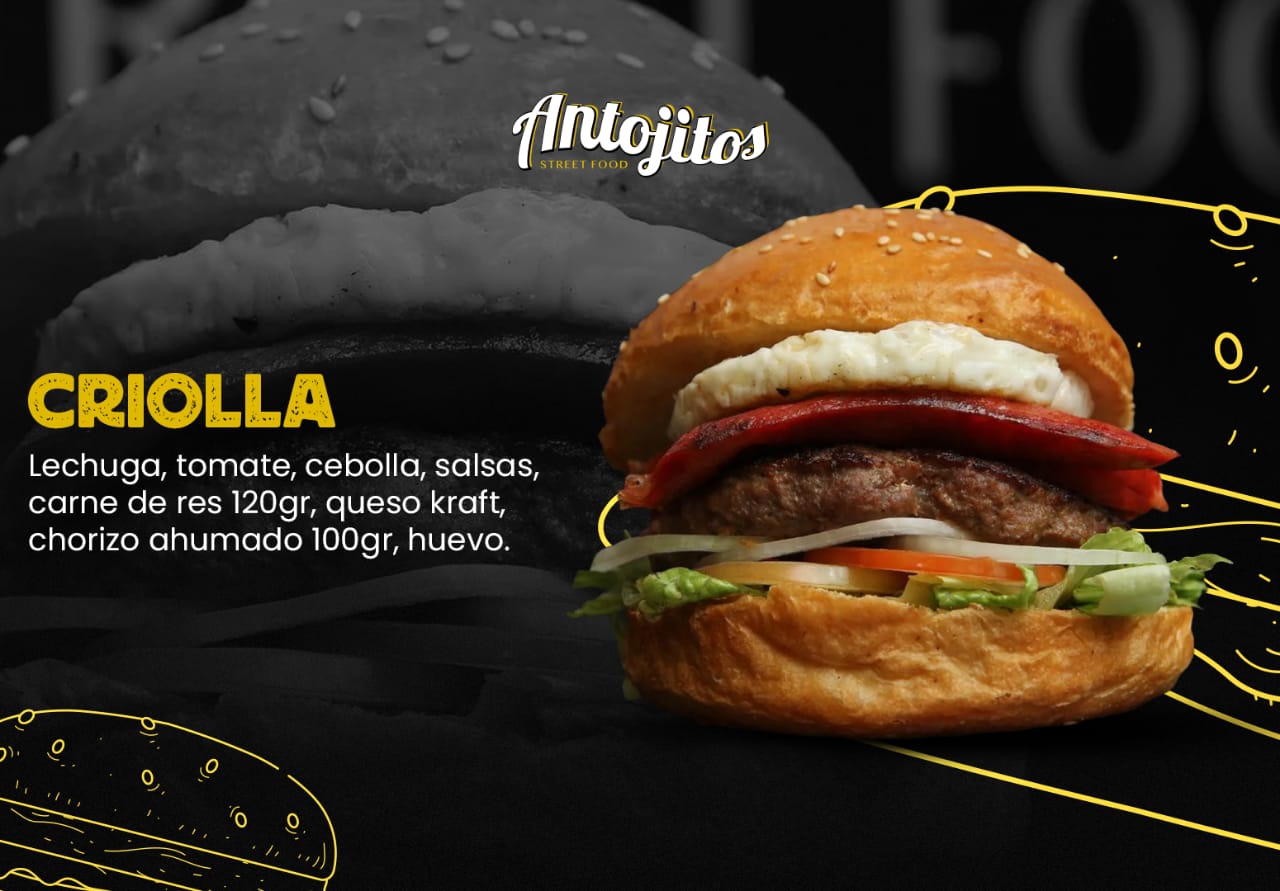 Antojitos
STREET FOOD
CRIOLLA
Lechuga, tomate, cebolla, salsas,
carne de res 120gr, queso kraft,
chorizo ahumado 100gr, huevo.